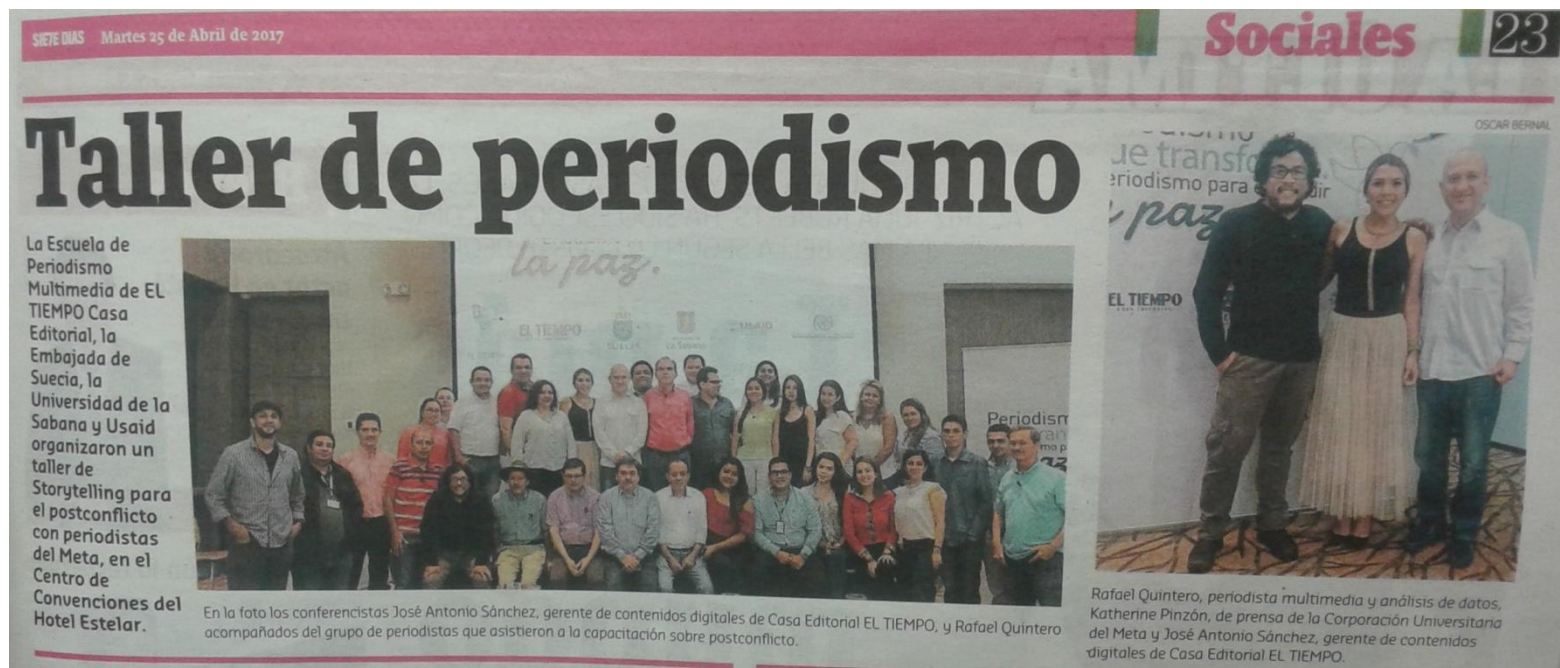 SIETE DIAS Martes 25 de Abril de 2017
Sociales 23
Taller de periodismo
La Escuela de
Periodismo
Multimedia de EL
TIEMPO Casa
Editorial, la
Embajada de
Suecia, la
Universidad de la
Sabana y Usaid
organizaron un
taller de
Storytelling para
el postconflicto
con periodistas
del Meta, en el
Centro de
Convenciones del
Hotel Estelar.
la paz.
EL TIEMPO
USAID
Periodism
En la foto los conferencistas José Antonio Sánchez, gerente de contenidos digitales de Casa Editorial EL TIEMPO, y Rafael Quintero
acompañados del grupo de periodistas que asistieron a la capacitación sobre postconflicto.
OSCAR BERNAL
ue transfo
eriodismo para
dir
paz
EL TIEMPO
Rafael Quintero, periodista multimedia y análisis de datos,
Katherine Pinzón, de prensa de la Corporación Universitaria
del Meta y José Antonio Sánchez, gerente de contenidos
digitales de Casa Editorial EL TIEMPO.